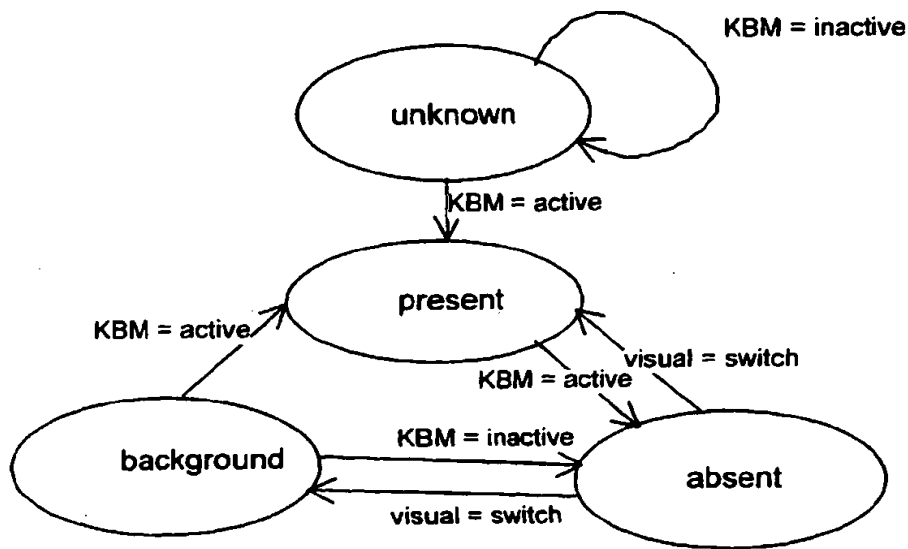 KBM = inactive
unknown
KBM = active
present
KBM = active
visual = switch
KBM = active
background
KBM = inactive
absent
visual = switch